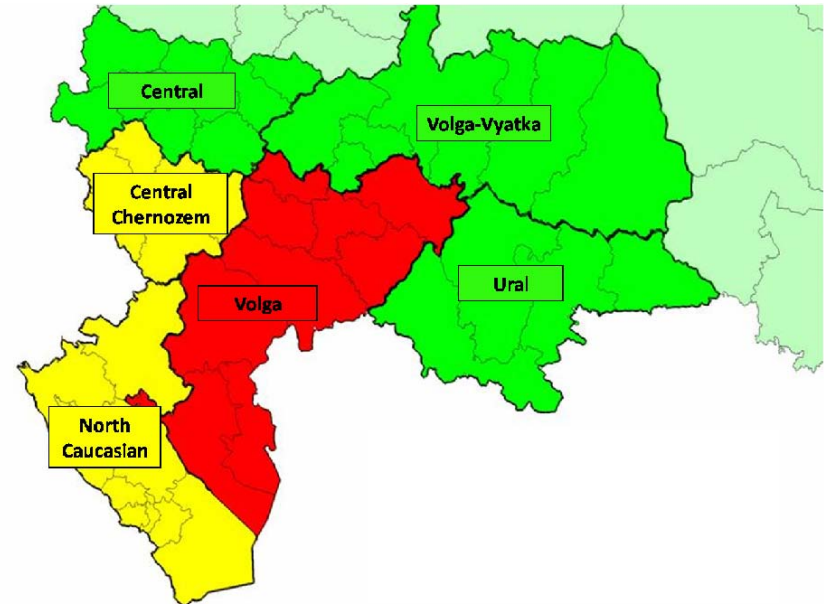 Central
Volga-Vyatka
Central
Chernozem
Ural
Volga
North
Caucasian